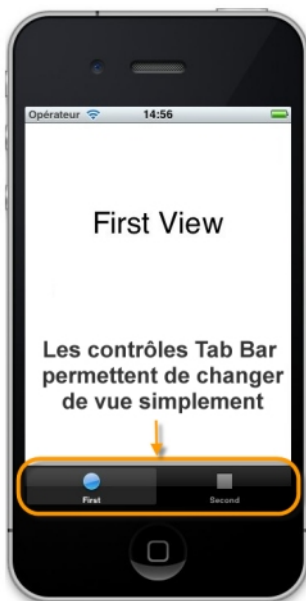 Opérateur 14:56
First View
Les contrôles Tab Bar
permettent de changer
de vue simplement
First Second